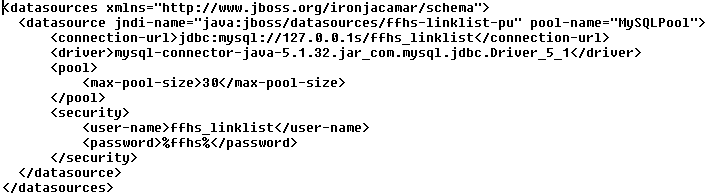 <datasources xmlns="http://www.jboss.org/ironjacamar/schema">
<datasource jndi-name="java:jboss/datasources/ffhs-linklist-pu" pool-name="MySQLPool">
<connection-url>jdbc:mysql://127.0.0.1s/ffhs_linklist</connection-url>
<driver>mysql-connector-java-5.1.32.jar_com.mysql.jdbc.Driver_5_1</driver>
<pool>
<max-pool-size>30</max-pool-size>
</pool>
<security>
<user-name>ffhs_linklist</user-name>
<password>%ffhs%</password>
</security>
</datasource>
</datasources>